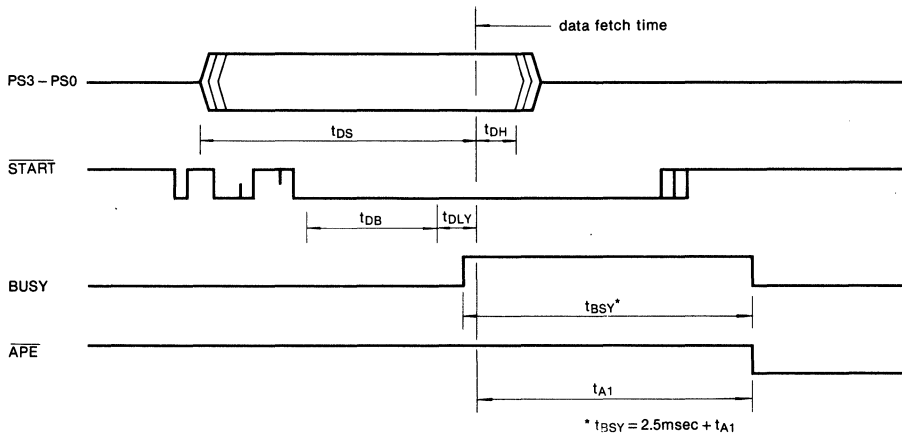 data fetch time
PS3 – PS0
tDS
tDH
START
tDB
tDLY
BUSY
tBSY*
APE
tA1
* tBSY = 2.5msec + tA1